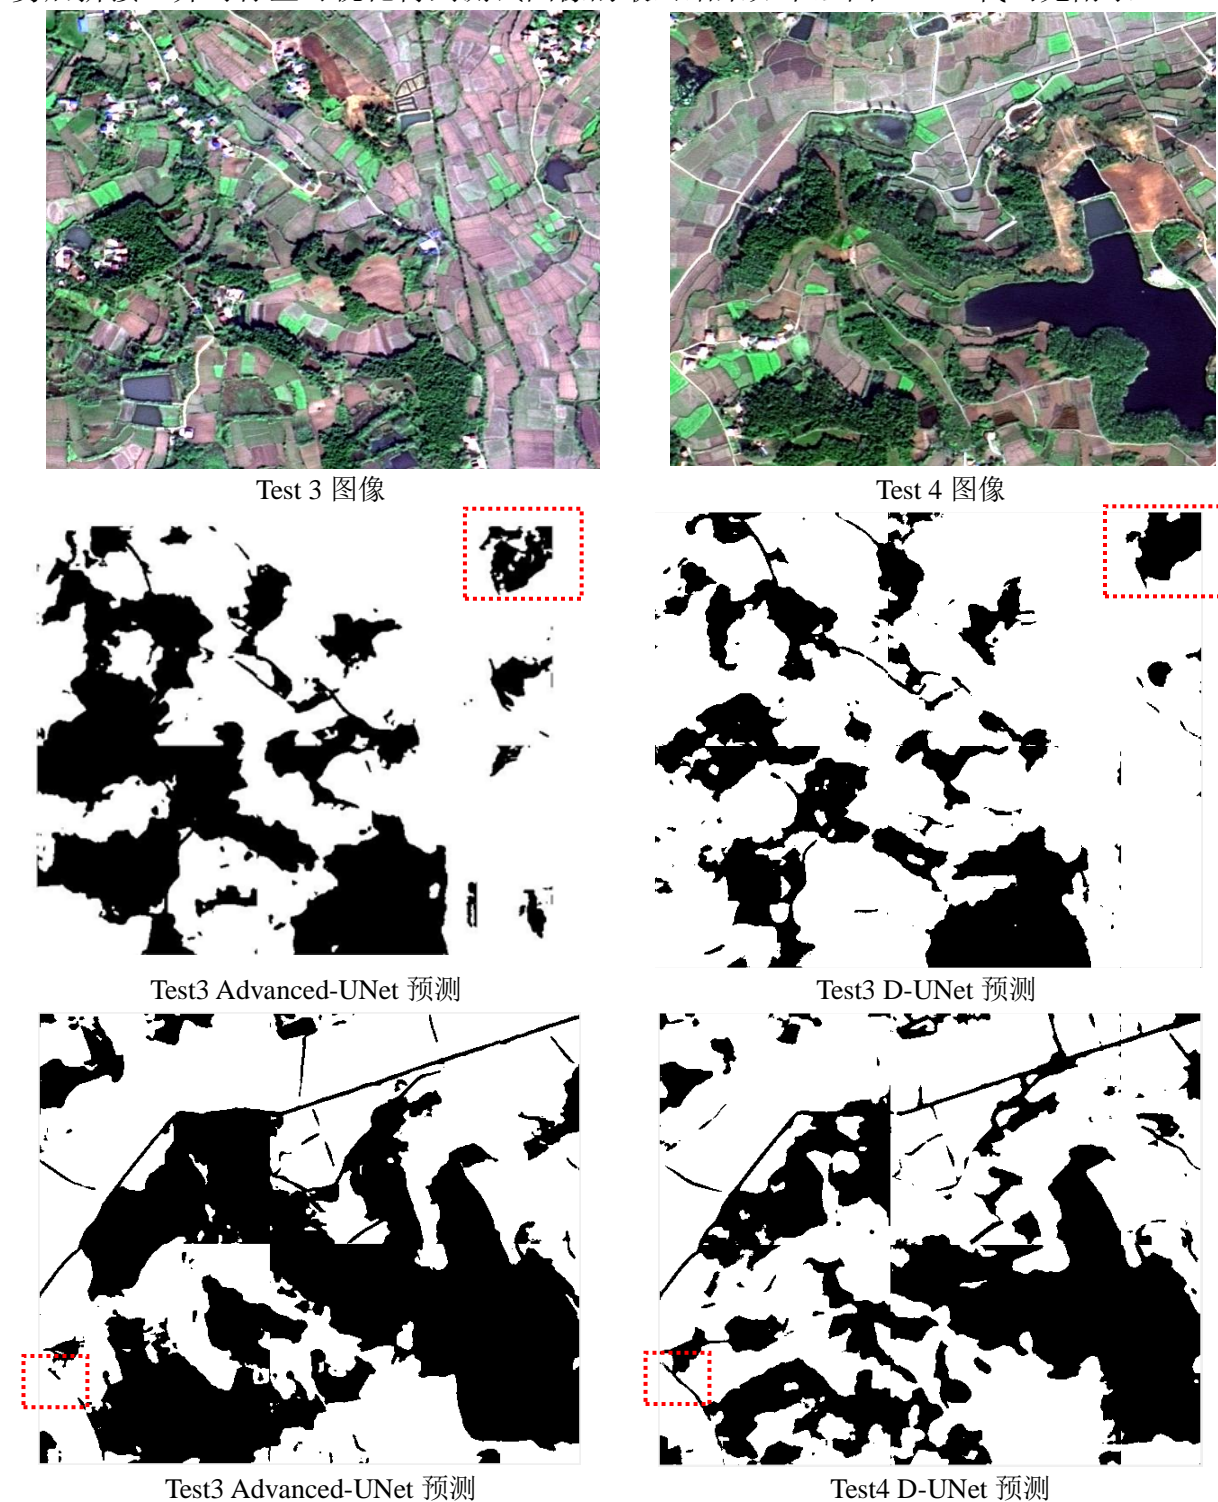 Test 3 图像
Test 4 图像
Test3 Advanced-UNet 预测
Test3 D-UNet 预测
Test3 Advanced-UNet 预测
Test4 D-UNet 预测